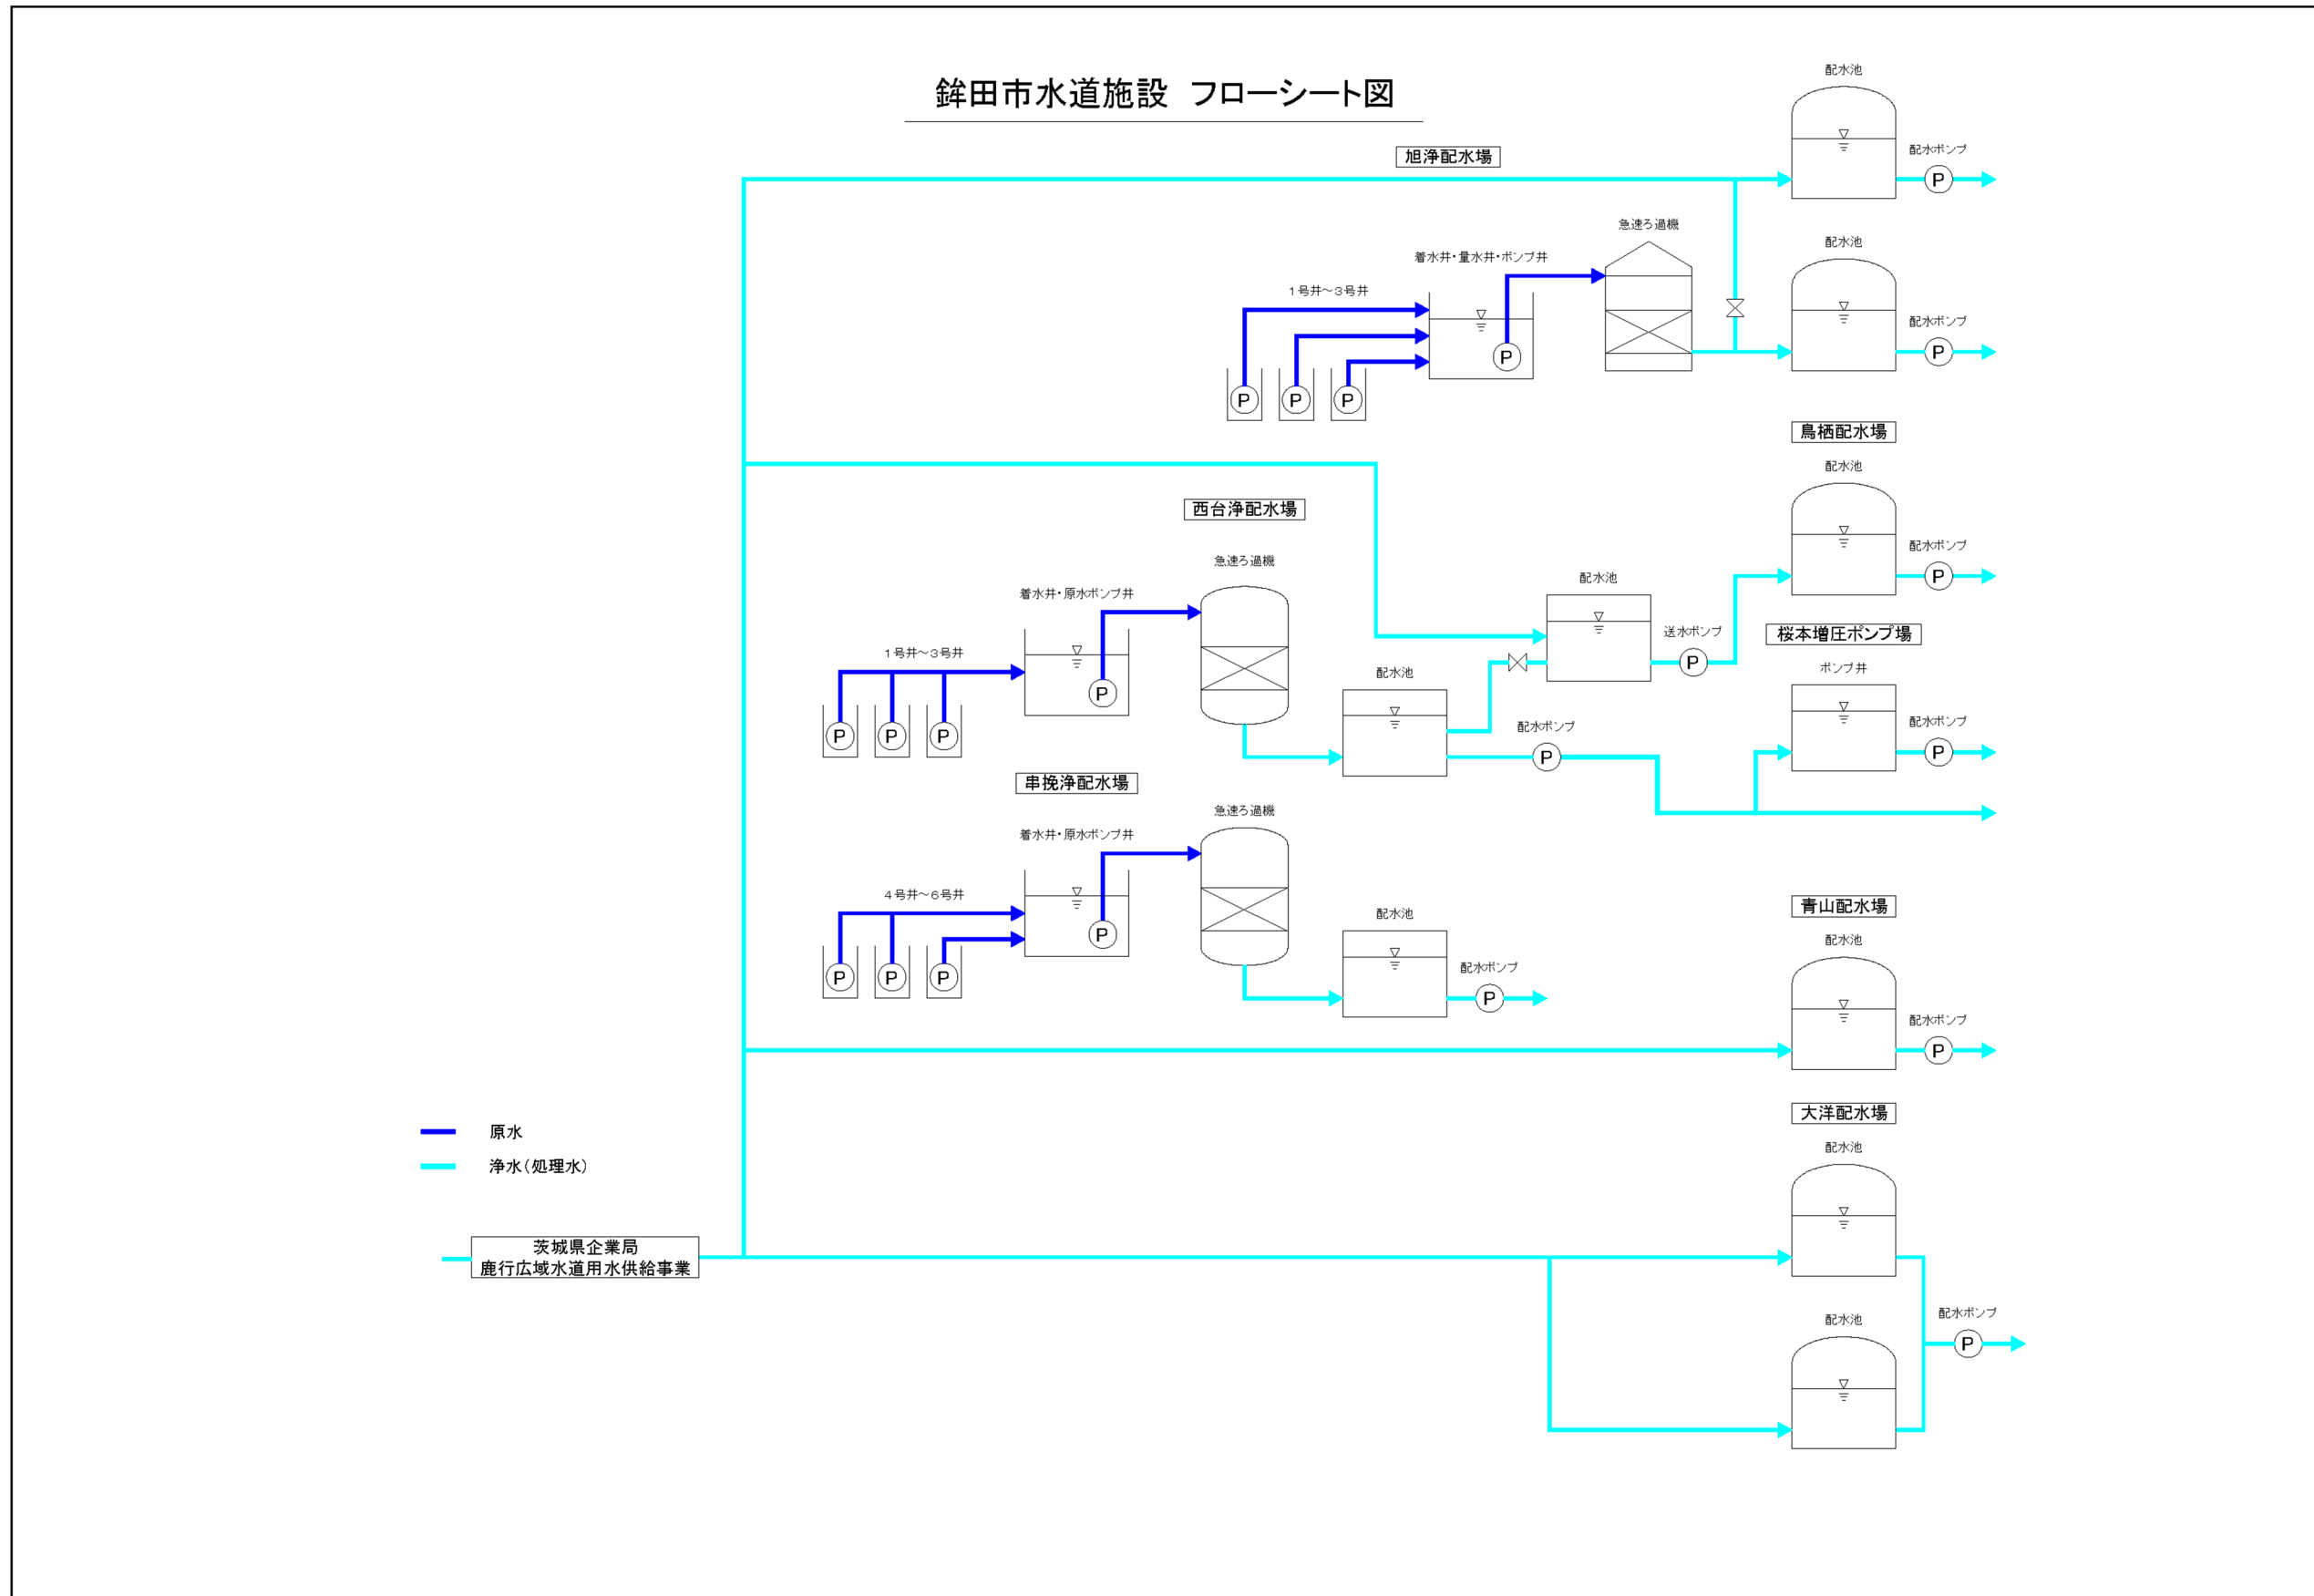 鉾田市水道施設 フローシート図
配水池
配水ポンプ
旭浄配水場
急速ろ過機
配水池
着水井・量水井・ポンプ井
1号井～3号井
配水ポンプ
P
P
P
P
P
P
鳥栖配水場
配水池
西台浄配水場
配水ポンプ
急速ろ過機
配水池
着水井・原水ポンプ井
P
送水ポンプ
桜本増圧ポンプ場
1号井～3号井
P
ポンプ井
配水池
P
配水ポンプ
配水ポンプ
P
P
P
P
P
串挽浄配水場
急速ろ過機
着水井・原水ポンプ井
4号井～6号井
青山配水場
配水池
P
配水池
配水ポンプ
P
P
P
P
配水ポンプ
P
大洋配水場
原水
配水池
浄水(処理水)
茨城県企業局
鹿行広域水道用水供給事業
配水池
配水ポンプ
P